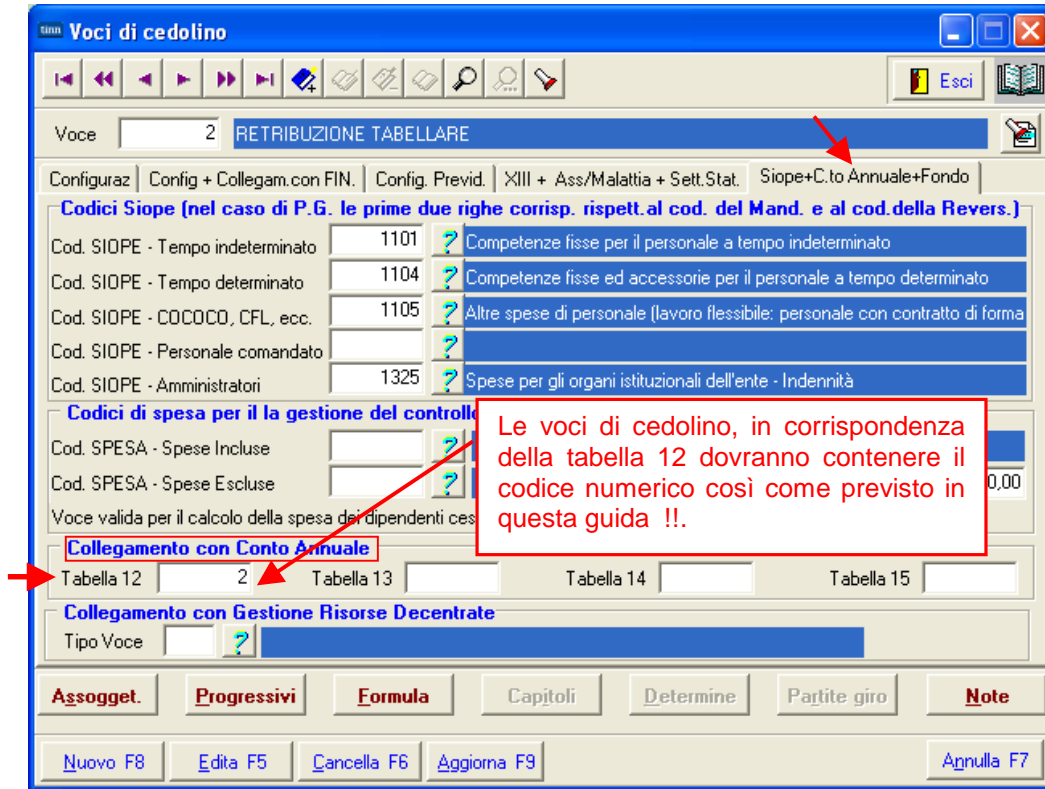 tinn Voci di cedolino
Esci
Voce 2 RETRIBUZIONE TABELLARE
Configuraz Config + Collegam.con FIN. Config. Previd. XIII + Ass/Malattia + Sett.Stat. Siope+C.to Annuale+Fondo
Codici Siope (nel caso di P.G. le prime due righe corrisp. rispett.al cod. del Mand. e al cod.della Revers.)
Cod. SIOPE - Tempo indeterminato 1101 ? Competenze fisse per il personale a tempo indeterminato
Cod. SIOPE - Tempo determinato 1104 ? Competenze fisse ed accessorie per il personale a tempo determinato
Cod. SIOPE - COCOCO, CFL, ecc. 1105 ? Altre spese di personale (lavoro flessibile: personale con contratto di forma
Cod. SIOPE - Personale comandato ?
Cod. SIOPE - Amministratori 1325 ? Spese per gli organi istituzionali dell'ente - Indennità
Codici di spesa per il la gestione del controllo
Cod. SPESA - Spese Incluse ?
Cod. SPESA - Spese Escluse ? 0,00
Voce valida per il calcolo della spesa dei dipendenti ces
Le voci di cedolino, in corrispondenza
della tabella 12 dovranno contenere il
codice numerico così come previsto in
questa guida !!.
Collegamento con Conto Annuale
Tabella 12 2 Tabella 13 Tabella 14 Tabella 15
Collegamento con Gestione Risorse Decentrate
Tipo Voce ?
Assogget. Progressivi Formula Capitoli Determine Partite giro Note
Nuovo F8 Edita F5 Cancella F6 Aggiorna F9 Annulla F7